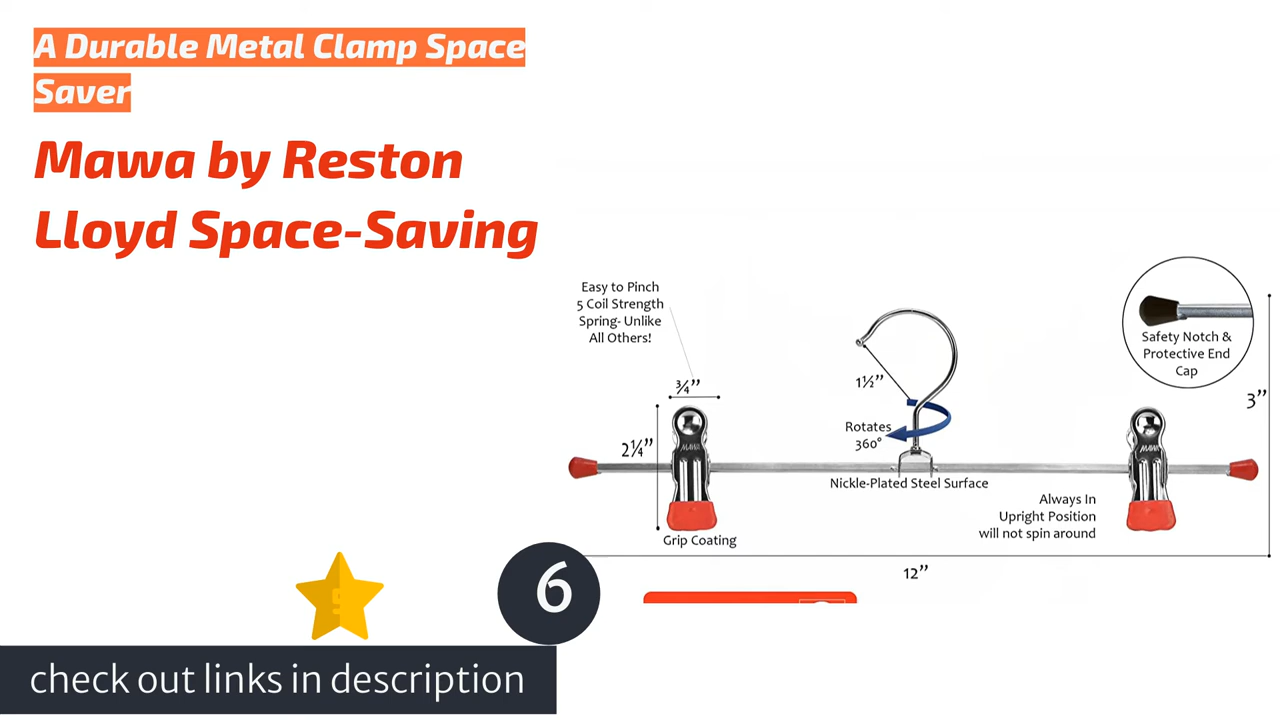 A Durable Metal Clamp Space
Saver
Mawa by Reston
Lloyd Space-Saving
Easy to Pinch
5 Coil Strength
Spring- Unlike
All Others!
¾”
2¼”
MAWA
Grip Coating
1½”
Rotates
360°
Nickle-Plated Steel Surface
Always In
Upright Position
will not spin around
MAWA
Safety Notch &
Protective End
Cap
3”
12”
6
check out links in description